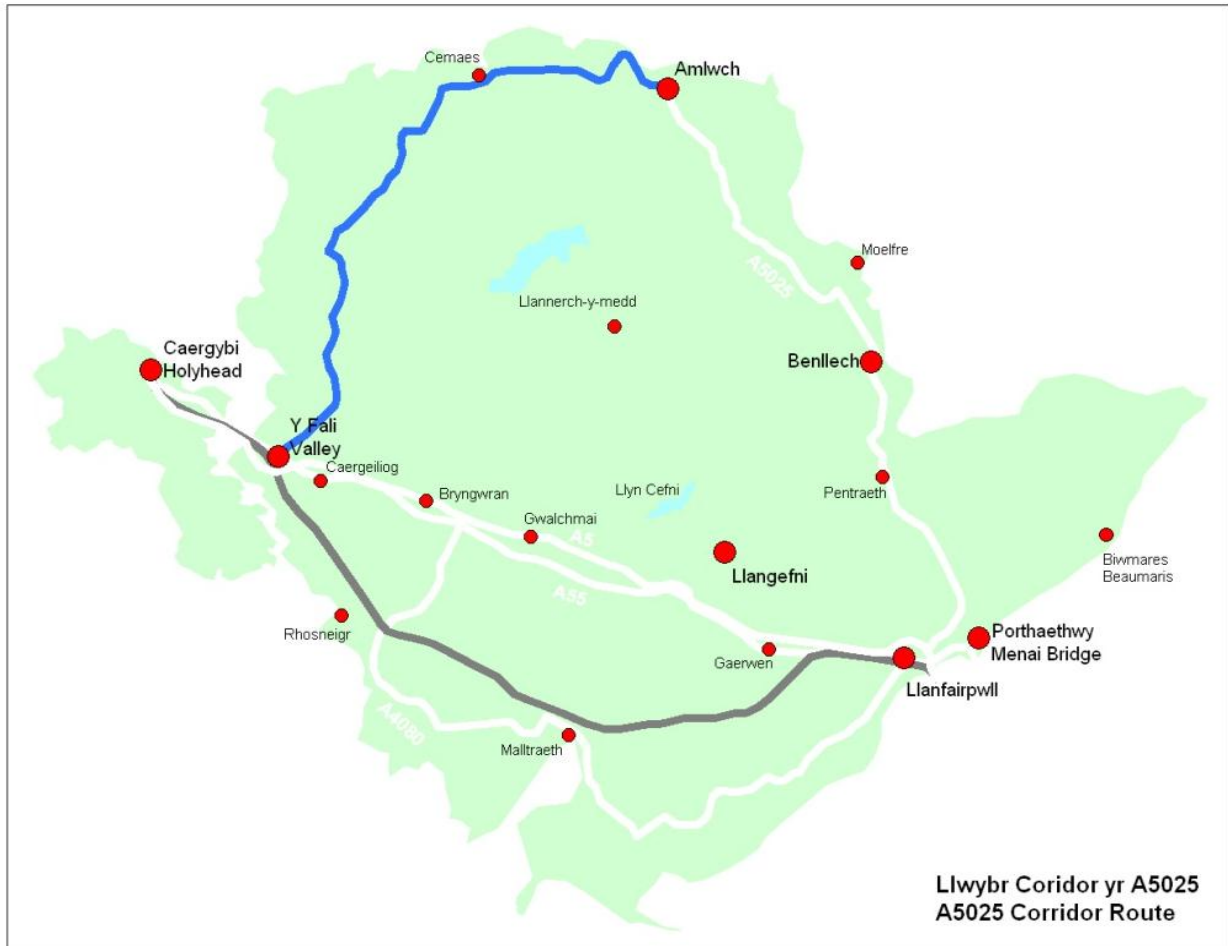 Cemaes
Amlwch
A5025
Moelfre
Llannerch-y-medd
Caergybi
Holyhead
Benllech
Y Fali
Valley
Caergeiliog
Bryngwran
Llyn Cefni
Pentraeth
Gwalchmai
A5
Biwmares
Beaumaris
Llangefni
A55
Rhosneigr
Porthaethwy
Menai Bridge
Gaerwen
Llanfairpwll
A4080
Malltraeth
Llwybr Coridor yr A5025
A5025 Corridor Route